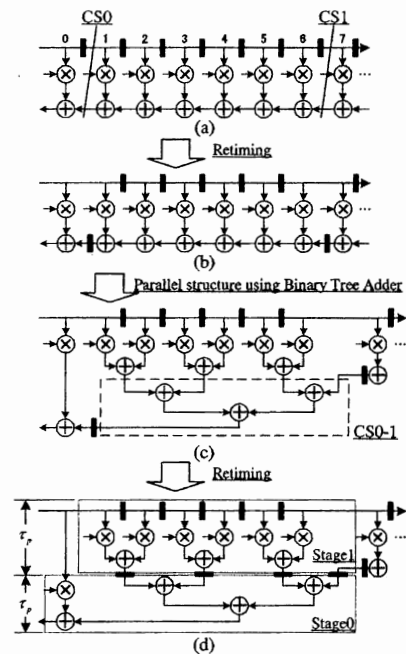 CS0 CS1
0 1 2 3 4 5 6 7
...
(a)
Retiming
...
(b)
Parallel structure using Binary Tree Adder
...
(c)
CS0-1
Retiming
τp
...
Stage1
τp
Stage0
(d)